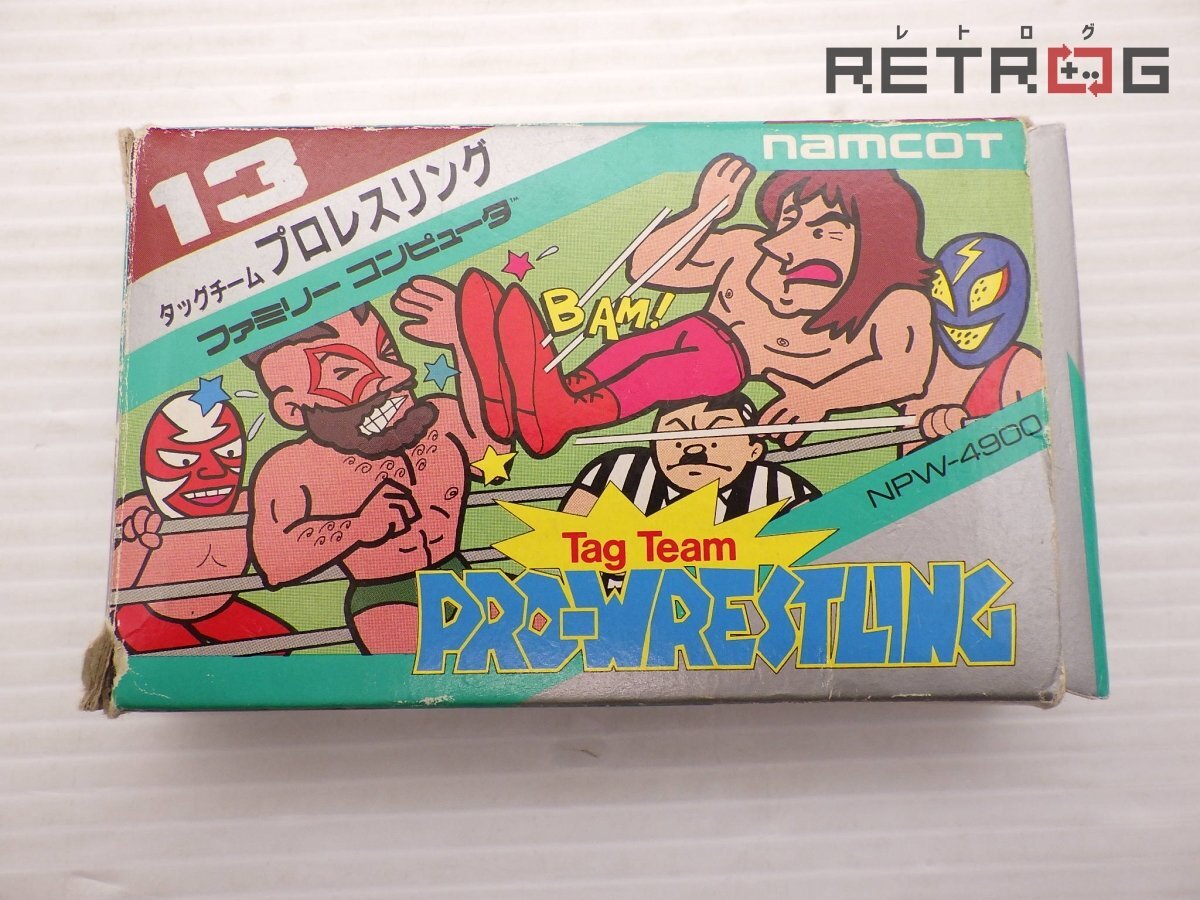 レトログ
RETROG
namcot
13
タッグチーム プロレスリング
ファミリー コンピュータ™
BAM!
NPW-4900
Tag Team
PRO-WRESTLING